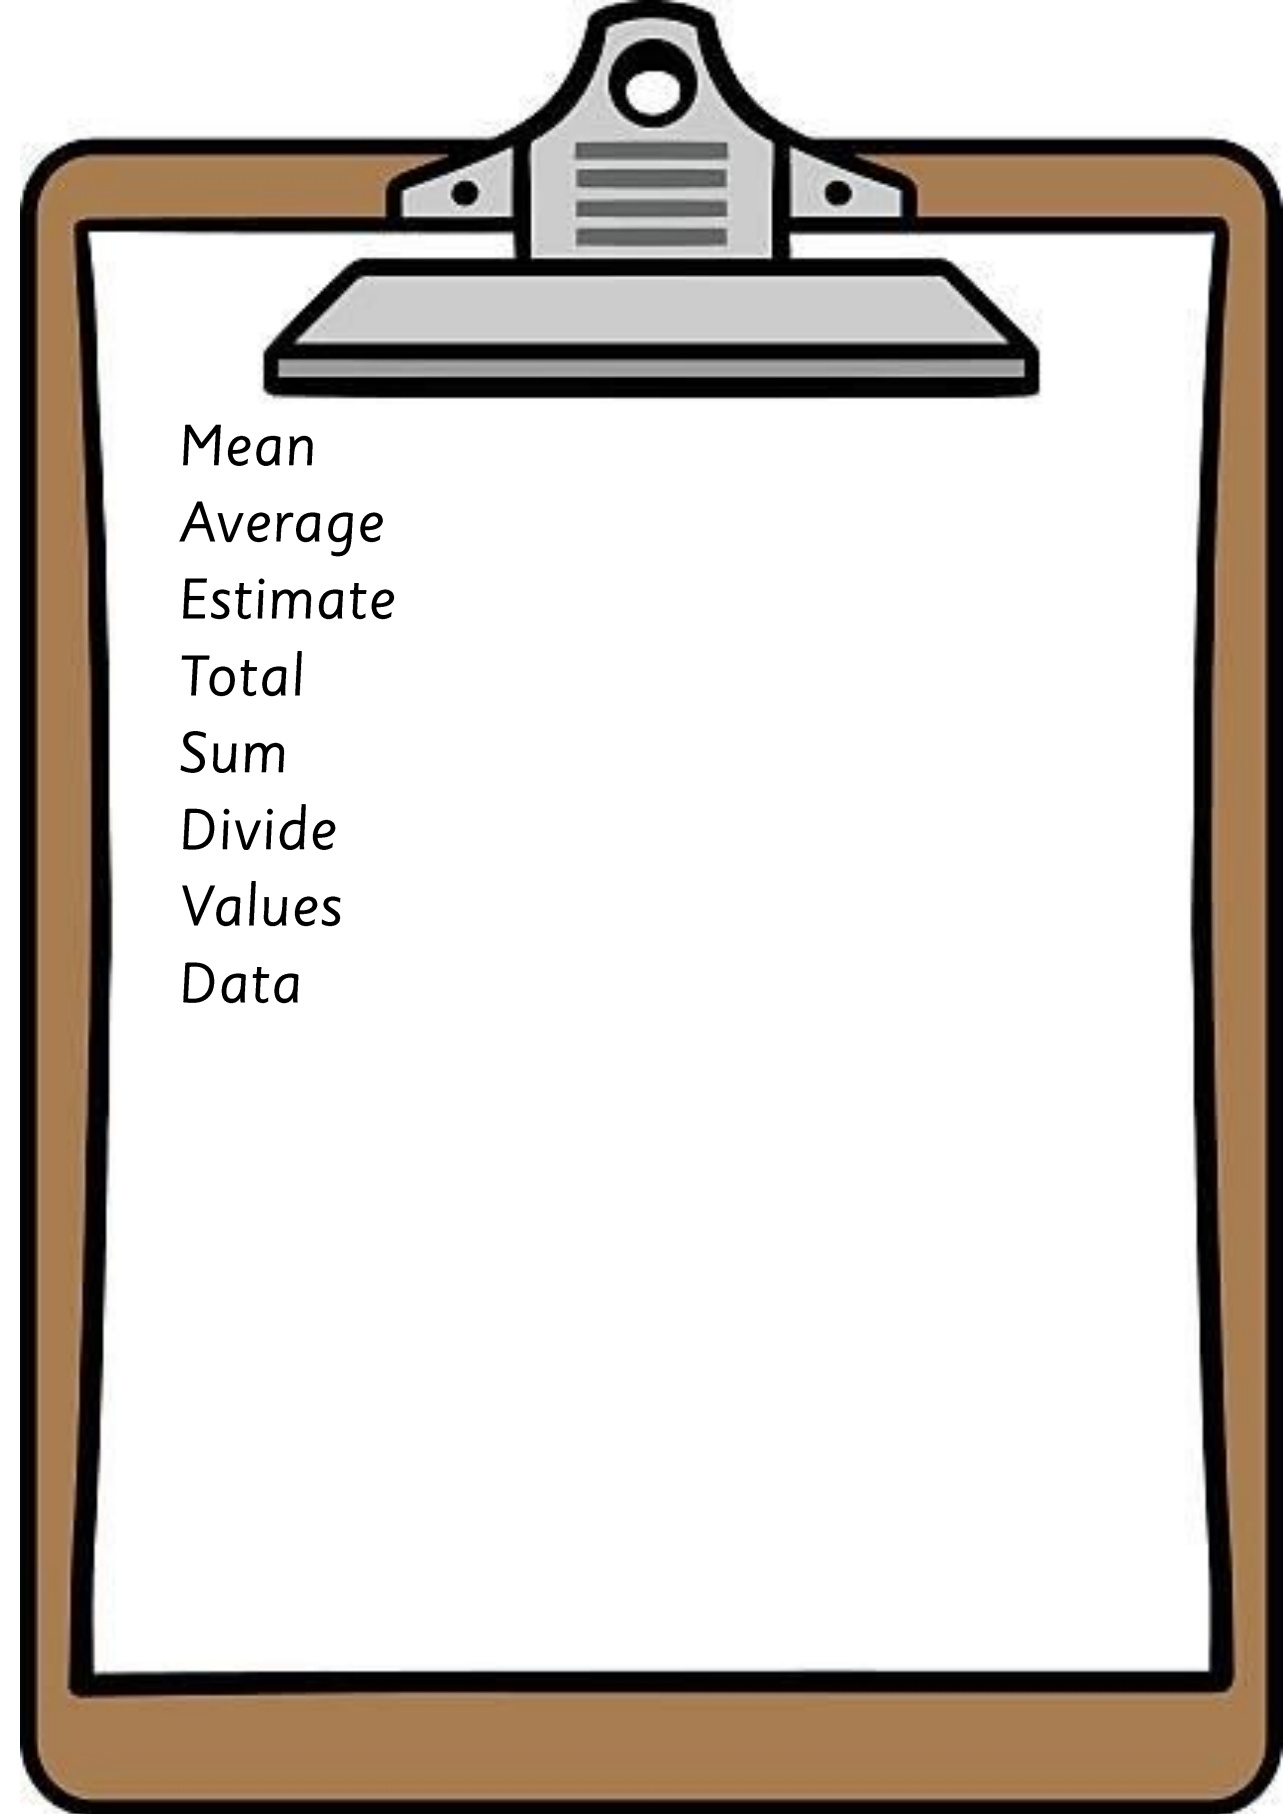 Mean
Average
Estimate
Total
Sum
Divide
Values
Data